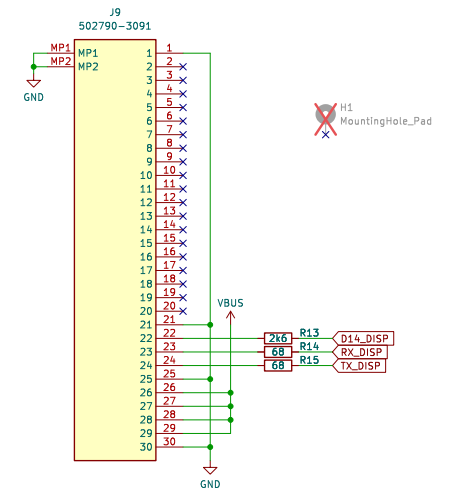 J9
502790-3091
MP1 MP1 1 1
MP2 MP2 2 2
GND
3 3
4 4
5 5
6 6
7 7
8 8
9 9
10 10
11 11
12 12
13 13
14 14
15 15
16 16
17 17
18 18
19 19
20 20
21 21
22 22 2k6 R13 D14_DISP
23 23 68 R14 RX_DISP
24 24 68 R15 TX_DISP
25 25
26 26
27 27
28 28
29 29
30 30
VBUS
GND
H1
MountingHole_Pad